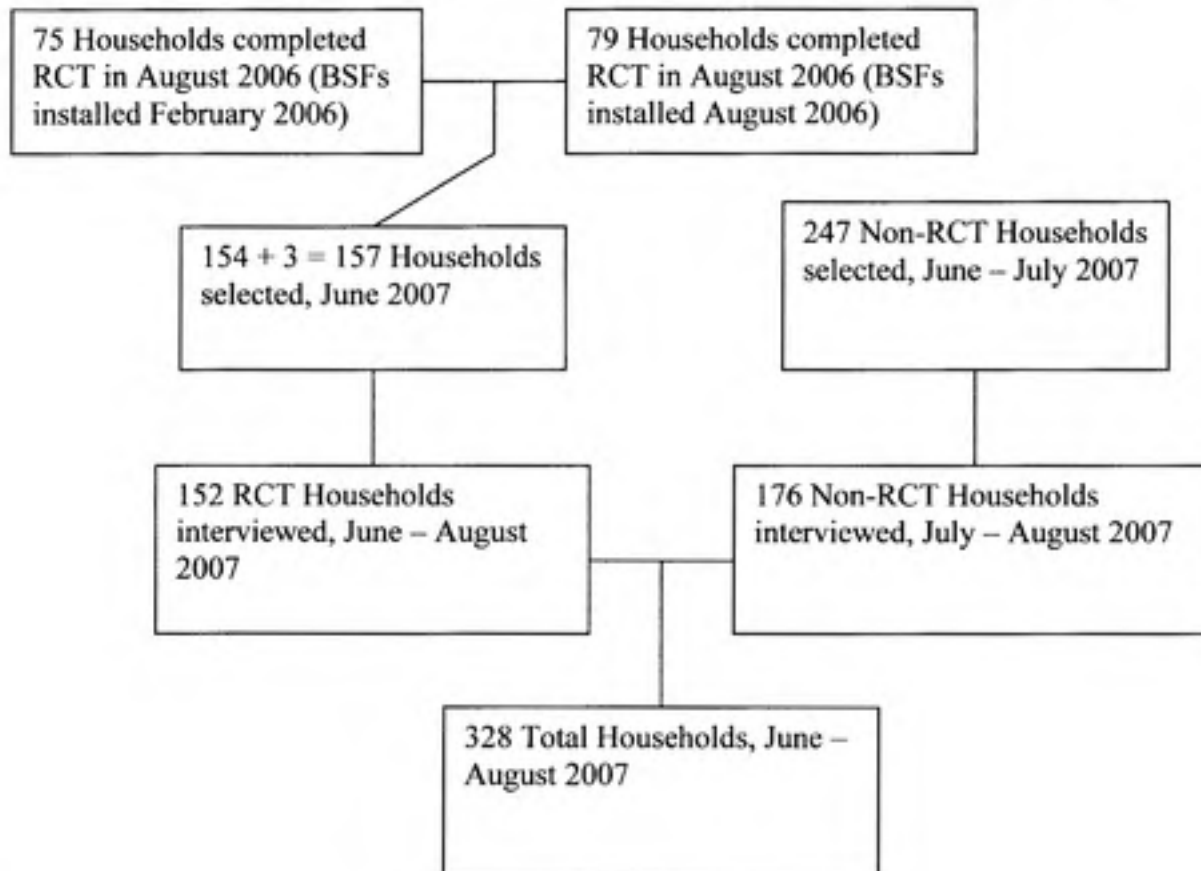 75 Households completed
RCT in August 2006 (BSFs
installed February 2006)
79 Households completed
RCT in August 2006 (BSFs
installed August 2006)
154 + 3 = 157 Households
selected, June 2007
247 Non-RCT Households
selected, June – July 2007
152 RCT Households
interviewed, June – August
2007
176 Non-RCT Households
interviewed, July – August 2007
328 Total Households, June –
August 2007